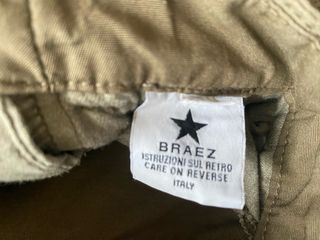 BRAEZ
ISTRUZIONI SUL RETRO
CARE ON REVERSE
ITALY